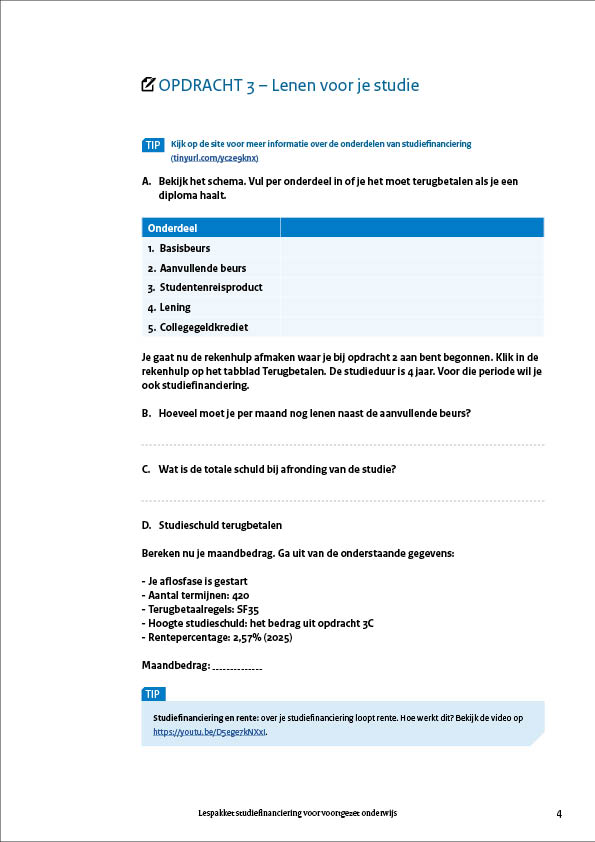 OPDRACHT 3 – Lenen voor je studie
TIP Kijk op de site voor meer informatie over de onderdelen van studiefinanciering
(tinyurl.com/yc2e9knx)
A. Bekijk het schema. Vul per onderdeel in of je het moet terugbetalen als je een
diploma haalt.
Onderdeel
1. Basisbeurs
2. Aanvullende beurs
3. Studentenreisproduct
4. Lening
5. Collegegeldkrediet
Je gaat nu de rekenhulp afmaken waar je bij opdracht 2 aan bent begonnen. Klik in de
rekenhulp op het tabblad Terugbetalen. De studieduur is 4 jaar. Voor die periode wil je
ook studiefinanciering.
B. Hoeveel moet je per maand nog lenen naast de aanvullende beurs?
C. Wat is de totale schuld bij afronding van de studie?
D. Studieschuld terugbetalen
Bereken nu je maandbedrag. Ga uit van de onderstaande gegevens:
- Je aflosfase is gestart
- Aantal termijnen: 420
- Terugbetaalregels: SF35
- Hoogte studieschuld: het bedrag uit opdracht 3C
- Rentepercentage: 2,57% (2025)
Maandbedrag: ______________
TIP
Studiefinanciering en rente: over je studiefinanciering loopt rente. Hoe werkt dit? Bekijk de video op
https://youtu.be/D5ege7kNXxI.
Lespakket studiefinanciering voor voortgezet onderwijs
4